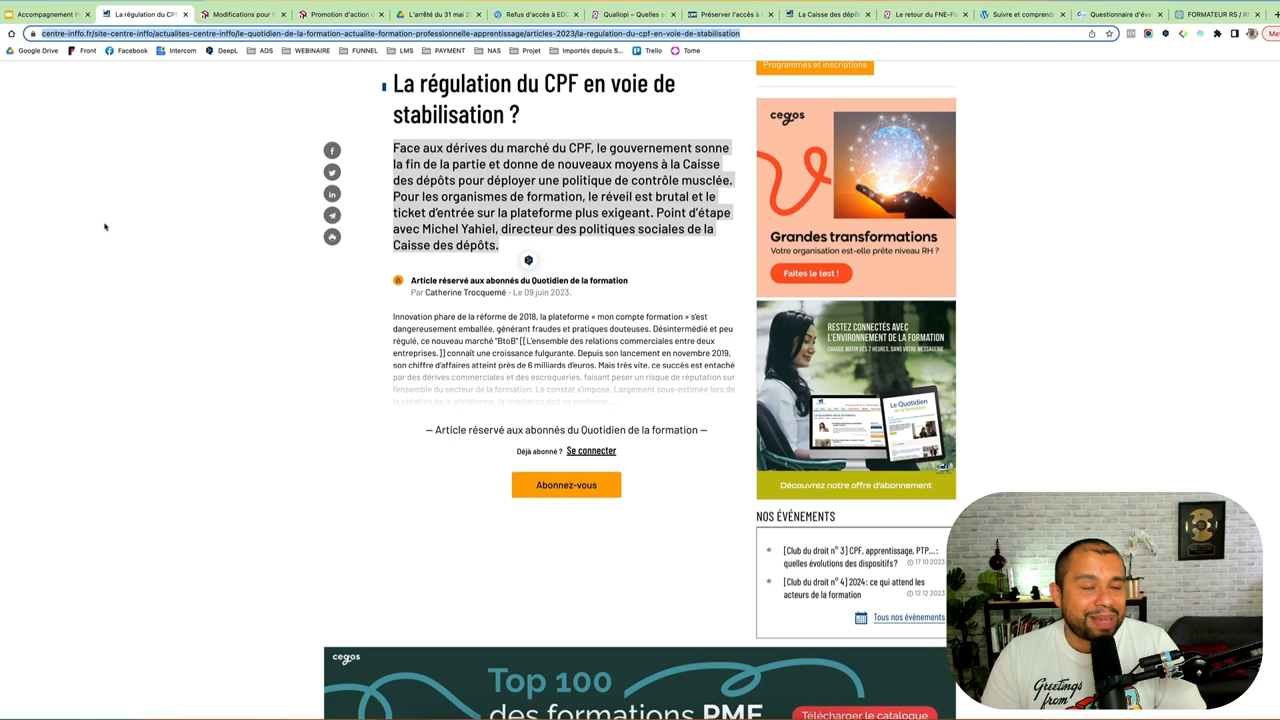 Accompagnement P
La régulation du CPF
Modifications pour l
Promotion d'action c
L'arrêté du 31 mai 2
Refus d'accès à EDO
Qualiopi – Quelles s
Préserver l'accès à l
La Caisse des dépôt
Le retour du FNE-Fo
Suivre et comprend
Questionnaire d'éva
FORMATEUR RS / R
centre-inffo.fr/site-centre-inffo/actualites-centre-inffo/le-quotidien-de-la-formation-actualite-formation-professionnelle-apprentissage/articles-2023/la-regulation-du-cpf-en-voie-de-stabilisation
Google Drive
Front
Facebook
Intercom
DeepL
ADS
WEBINAIRE
FUNNEL
LMS
PAYMENT
NAS
Projet
Importés depuis S...
Trello
Tome
Programmes et inscriptions
La régulation du CPF en voie de
stabilisation ?
Face aux dérives du marché du CPF, le gouvernement sonne
la fin de la partie et donne de nouveaux moyens à la Caisse
des dépôts pour déployer une politique de contrôle musclée.
Pour les organismes de formation, le réveil est brutal et le
ticket d'entrée sur la plateforme plus exigeant. Point d'étape
avec Michel Yahiel, directeur des politiques sociales de la
Caisse des dépôts.
Article réservé aux abonnés du Quotidien de la formation
Par Catherine Trocquemé - Le 09 juin 2023.
Innovation phare de la réforme de 2018, la plateforme « mon compte formation » s'est
dangereusement emballée, générant fraudes et pratiques douteuses. Désintermédié et peu
régulé, ce nouveau marché "BtoB" [[L'ensemble des relations commerciales entre deux
entreprises.]] connaît une croissance fulgurante. Depuis son lancement en novembre 2019,
son chiffre d'affaires atteint près de 6 milliards d'euros. Mais très vite, ce succès est entaché
par des dérives commerciales et des escroqueries, faisant peser un risque de réputation sur
l'ensemble du secteur de la formation. Le constat s'impose. Largement sous-estimée lors de
la création de la plateforme, la régulation doit se renforcer....
— Article réservé aux abonnés du Quotidien de la formation —
Déjà abonné ? Se connecter
Abonnez-vous
cegos
Grandes transformations
Votre organisation est-elle prête niveau RH ?
Faites le test !
RESTEZ CONNECTÉS AVEC
L'ENVIRONNEMENT DE LA FORMATION
CHAQUE MATIN DÈS 7 HEURES, DANS VOTRE MESSAGERIE
Le Quotidien
de la formation
Découvrez notre offre d'abonnement
NOS ÉVÉNEMENTS
[Club du droit n° 3] CPF, apprentissage, PTP... :
quelles évolutions des dispositifs ? 17 10 2023
[Club du droit n° 4] 2024 : ce qui attend les
acteurs de la formation 12 12 2023
Tous nos événements
cegos
Top 100
des formations PME
Télécharger le catalogue
Greetings
from